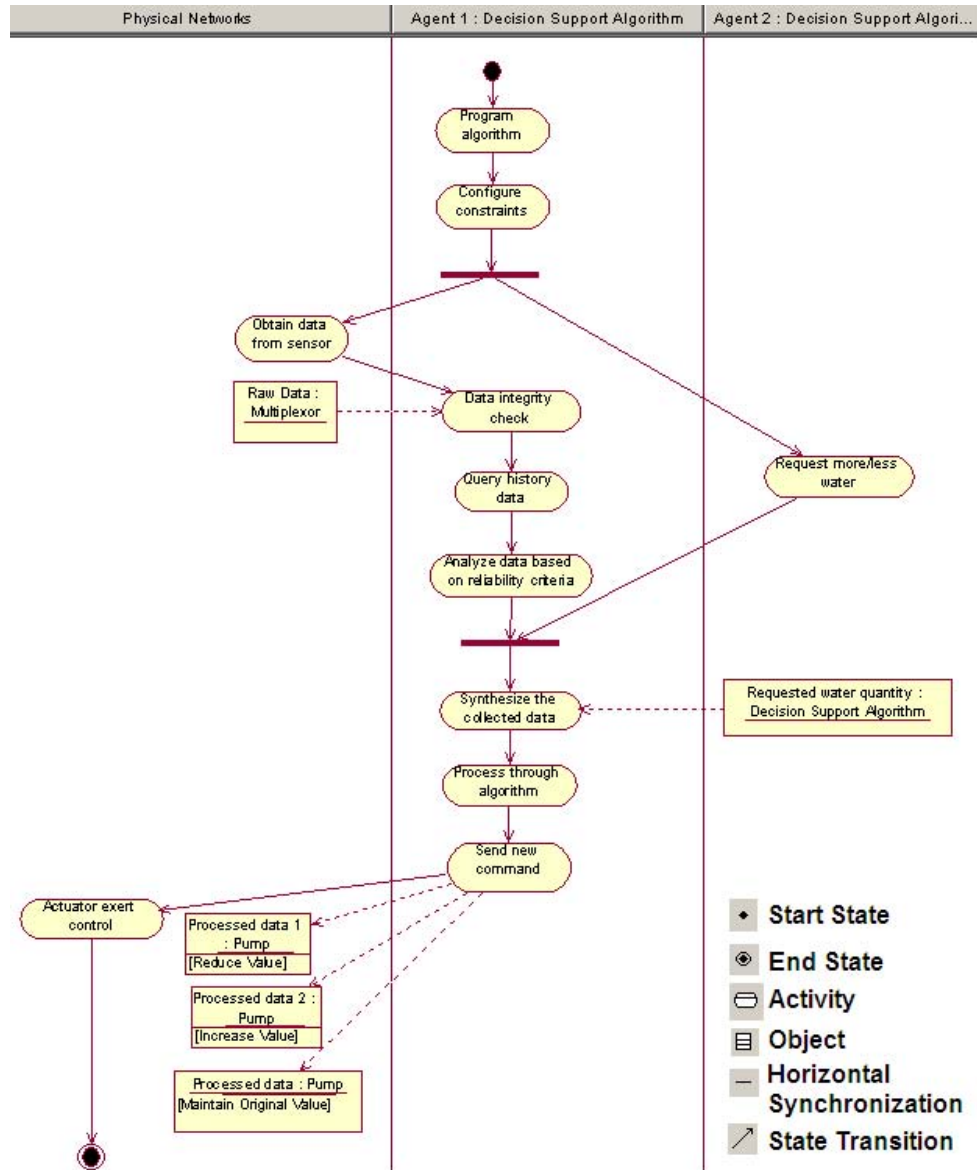 Physical Networks
Agent 1 : Decision Support Algorithm
Agent 2 : Decision Support Algori...
Program
algorithm
Configure
constraints
Obtain data
from sensor
Raw Data :
Multiplexor
Data integrity
check
Query history
data
Request more/less
water
Analyze data based
on reliability criteria
Synthesize the
collected data
Requested water quantity :
Decision Support Algorithm
Process through
algorithm
Send new
command
Actuator exert
control
Processed data 1
: Pump
[Reduce Value]
Processed data 2 :
Pump
[Increase Value]
Processed data : Pump
[Maintain Original Value]
Start State
End State
Activity
Object
Horizontal
Synchronization
State Transition